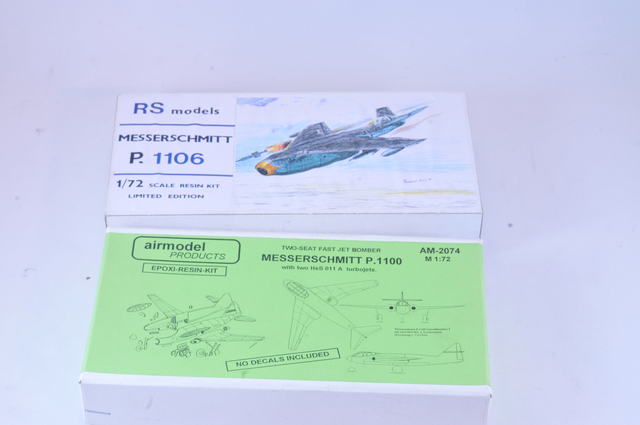 RS models
MESSERSCHMITT
P. 1106
1/72 SCALE RESIN KIT
LIMITED EDITION
airmodel
PRODUCTS
EPOXI-RESIN-KIT
TWO-SEAT FAST JET BOMBER
MESSERSCHMITT P.1100
with two HeS 011 A turbojets.
AM-2074
M 1:72
NO DECALS INCLUDED